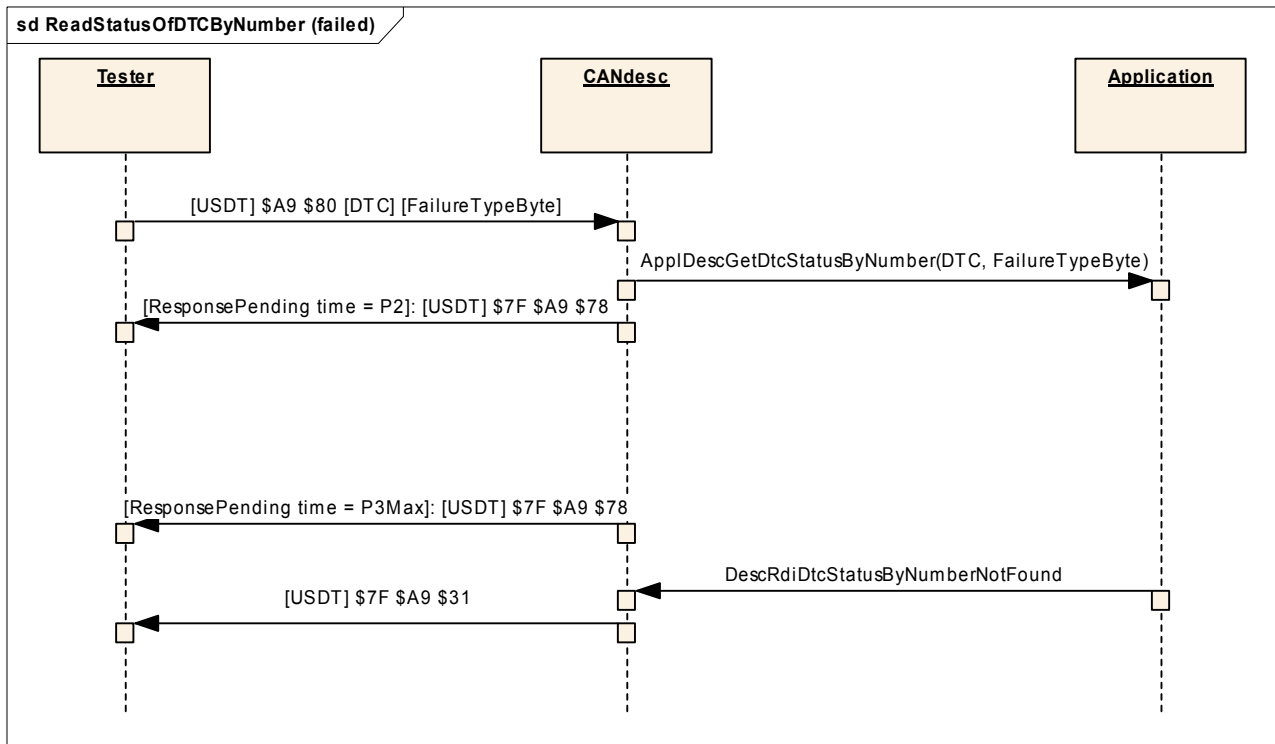 sd ReadStatusOfDTCByNumber (failed)
Tester
CANdesc
Application
[USDT] $A9 $80 [DTC] [FailureTypeByte]
ApplDescGetDtcStatusByNumber(DTC, FailureTypeByte)
[ResponsePending time = P2]: [USDT] $7F $A9 $78
[ResponsePending time = P3Max]: [USDT] $7F $A9 $78
DescRdiDtcStatusByNumberNotFound
[USDT] $7F $A9 $31